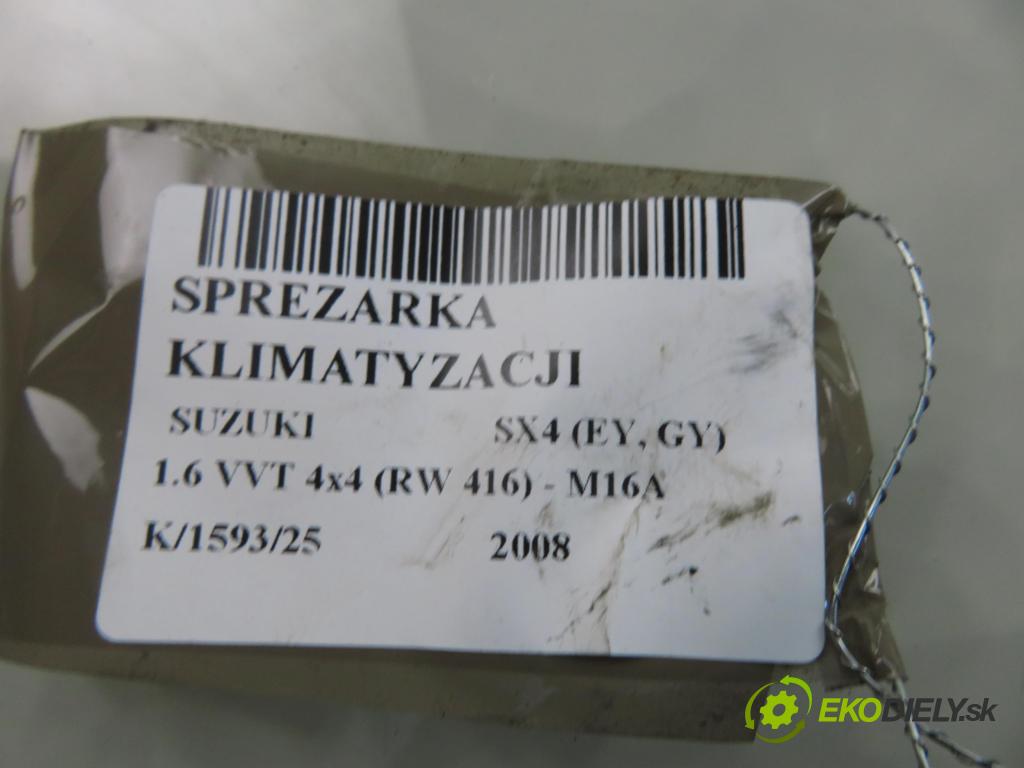 SPREZARKA
KLIMATYZACJI
SUZUKI SX4 (EY, GY)
1.6 VVT 4x4 (RW 416) - M16A
K/1593/25 2008
EKODIELY.sk